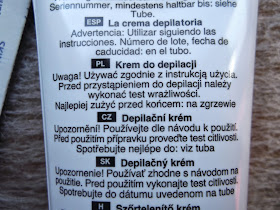 Seriennummer, mindestens haltbar bis: siehe
Tube.
ESP La crema depilatoria
Advertencia: Utilizar siguiendo las
instrucciones. Número de lote, fecha de
caducidad: en el tubo.
PL Krem do depilacji
Uwaga! Używać zgodnie z instrukcją użycia.
Przed przystąpieniem do depilacji należy
wykonać test wrażliwości.
Najlepiej zużyć przed końcem: na zgrzewie
CZ Depilační krém
Upozornění! Používejte dle návodu k použití.
Před použitím přípravku proveďte test citlivosti.
Spotřebujte nejlépe do: viz tuba
SK Depilačný krém
Upozornenie! Používať zhodne s návodom na
použitie. Pred použitím vykonajte test citlivosti.
Spotrebujte do dátumu uvedenom na tube
H Szőrtelenítő krém